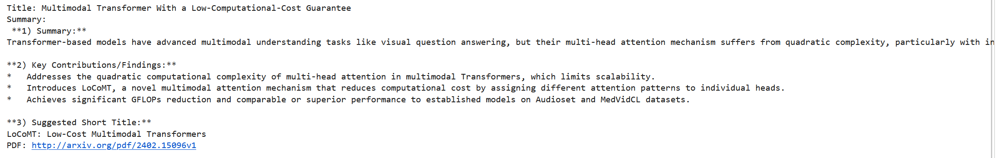 Title: Multimodal Transformer With a Low-Computational-Cost Guarantee
Summary:
**1) Summary:**
Transformer-based models have advanced multimodal understanding tasks like visual question answering, but their multi-head attention mechanism suffers from quadratic complexity, particularly with in
**2) Key Contributions/Findings:**
*   Addresses the quadratic computational complexity of multi-head attention in multimodal Transformers, which limits scalability.
*   Introduces LoCoMT, a novel multimodal attention mechanism that reduces computational cost by assigning different attention patterns to individual heads.
*   Achieves significant GFLOPs reduction and comparable or superior performance to established models on Audioset and MedVidCL datasets.
**3) Suggested Short Title:**
LoCoMT: Low-Cost Multimodal Transformers
PDF: http://arxiv.org/pdf/2402.15096v1